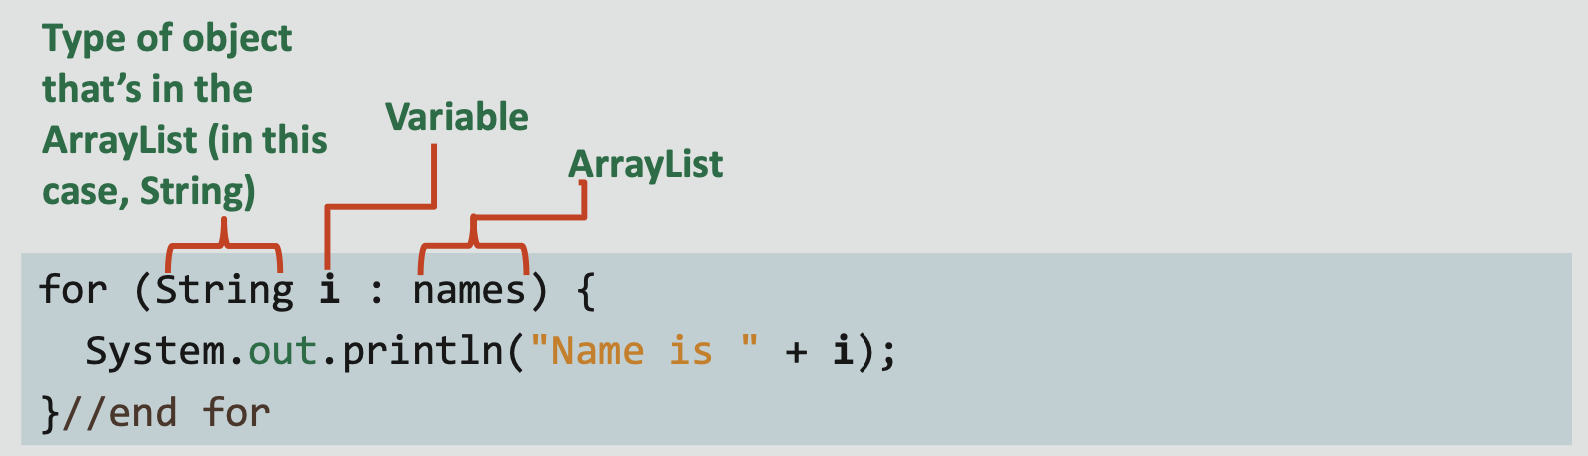 Type of object
that’s in the
ArrayList (in this
case, String)
Variable
ArrayList
for (String i : names) {
  System.out.println("Name is " + i);
}//end for